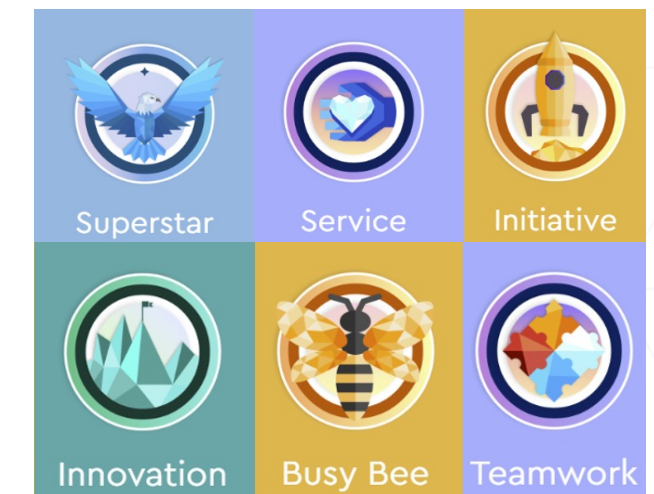 Superstar
Service
Initiative
Innovation
Busy Bee
Teamwork